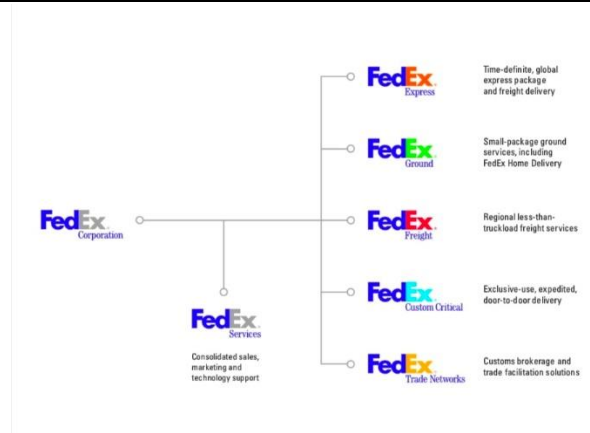 FedEx.
Express
Time-definite, global
express package
and freight delivery
FedEx.
Ground
Small-package ground
services, including
FedEx Home Delivery
FedEx.
Corporation
FedEx.
Freight
Regional less-than-
truckload freight services
FedEx.
Services
Consolidated sales,
marketing and
technology support
FedEx.
Custom Critical
Exclusive-use, expedited,
door-to-door delivery
FedEx.
Trade Networks
Customs brokerage and
trade facilitation solutions